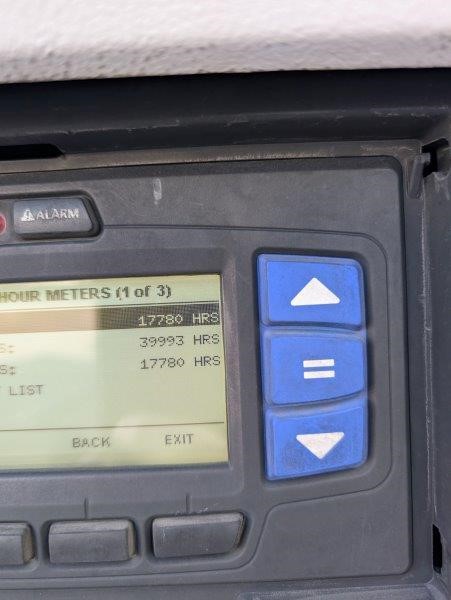 ALARM
HOUR METERS (1 of 3)
17780 HRS
S: 39993 HRS
S: 17780 HRS
LIST
BACK EXIT